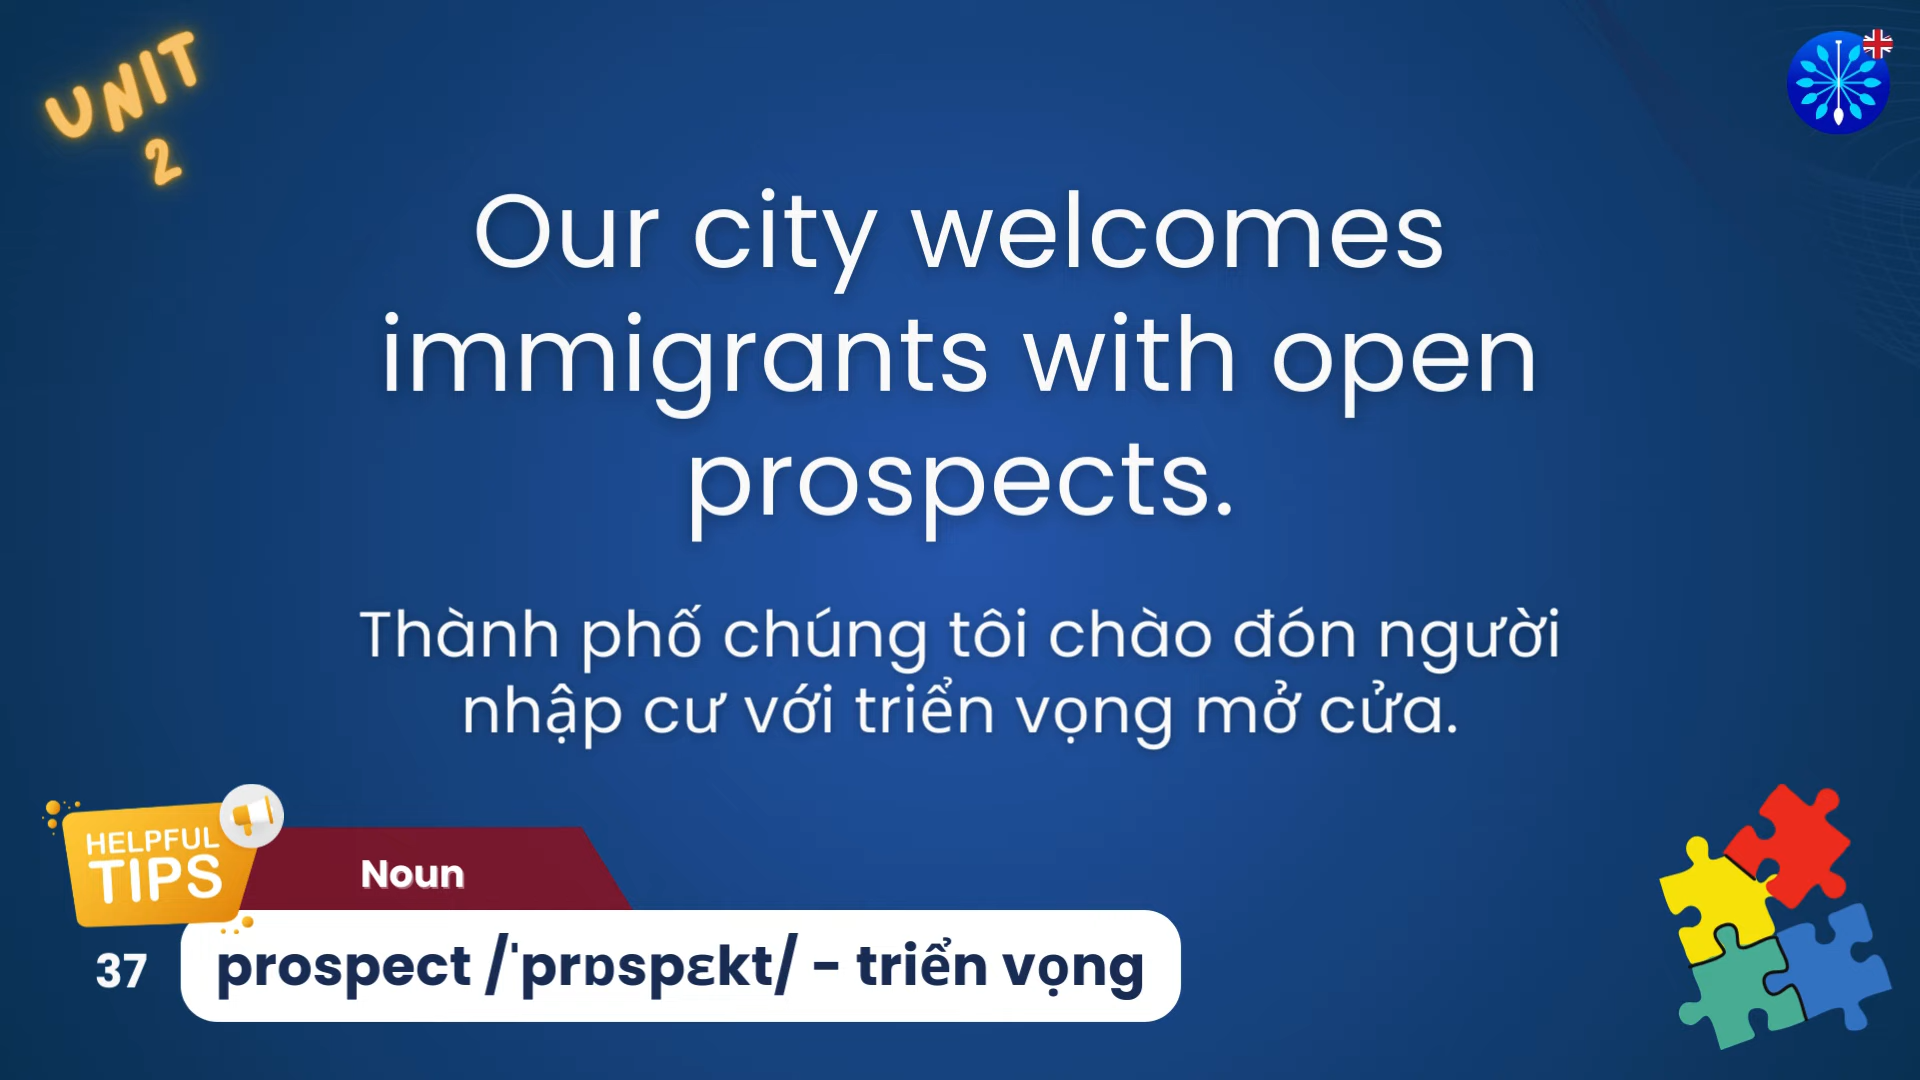 UNIT
2
Our city welcomes
immigrants with open
prospects.
Thành phố chúng tôi chào đón người
nhập cư với triển vọng mở cửa.
HELPFUL
TIPS
Noun
37
prospect /ˈprɒspɛkt/ - triển vọng